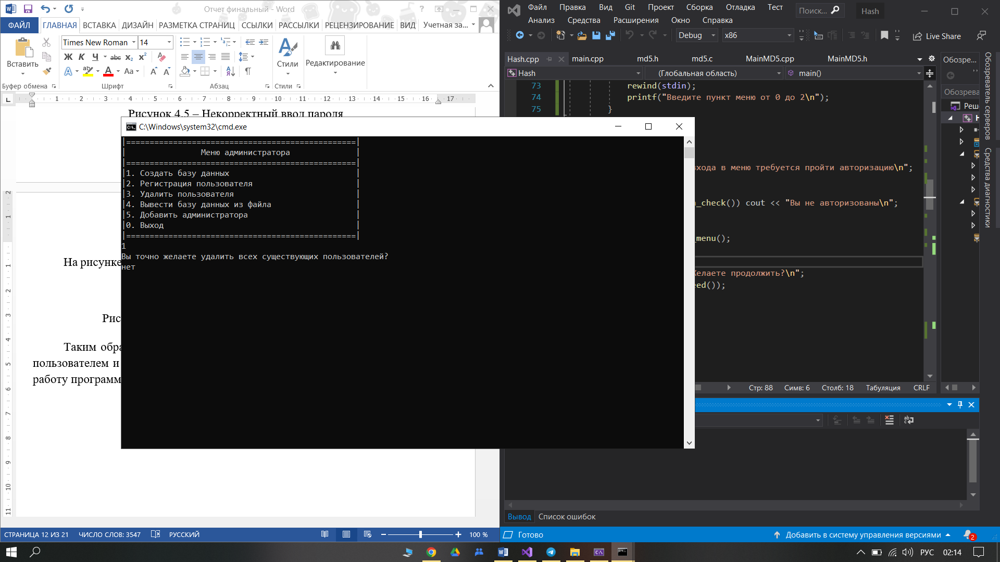 Отчет финальный - Word
ФАЙЛ ГЛАВНАЯ ВСТАВКА ДИЗАЙН РАЗМЕТКА СТРАНИЦ ССЫЛКИ РАССЫЛКИ РЕЦЕНЗИРОВАНИЕ ВИД Учетная за...
Вставить
Times New Roman 14
Ж К Ч abc x₂ x²
Стили
Редактирование
Буфер обмена Шрифт Абзац Стили
Рисунок 4.5 – Некорректный ввод пароля
На рисунке
Рис
Таким обра
пользователем и
работу програм
СТРАНИЦА 12 ИЗ 21 ЧИСЛО СЛОВ: 3547 РУССКИЙ 100 %
C:\Windows\system32\cmd.exe
|=================================================|
| Меню администратора |
|=================================================|
|1. Создать базу данных |
|2. Регистрация пользователя |
|3. Удалить пользователя |
|4. Вывести базу данных из файла |
|5. Добавить администратора |
|0. Выход |
|=================================================|
1
Вы точно желаете удалить всех существующих пользователей?
нет
Файл Правка Вид Git Проект Сборка Отладка Тест
Поиск... Hash
Анализ Средства Расширения Окно Справка
Debug x86 Live Share
Hash.cpp main.cpp md5.h md5.c MainMD5.cpp MainMD5.h
Hash (Глобальная область) main()
73 rewind(stdin);
74 printf("Введите пункт меню от 0 до 2\n");
75 }
хода в меню требуется пройти авторизацию\n";
_check()) cout << "Вы не авторизованы\n";
_menu();
елаете продолжить?\n";
ed());
Стр: 88 Симв: 6 Столб: 18 Табуляция CRLF
Обозре...
Обозрева
Реше
Обозреватель серверов
Средства диагностики
Вывод Список ошибок
Готово
Добавить в систему управления версиями
2
РУС 02:14